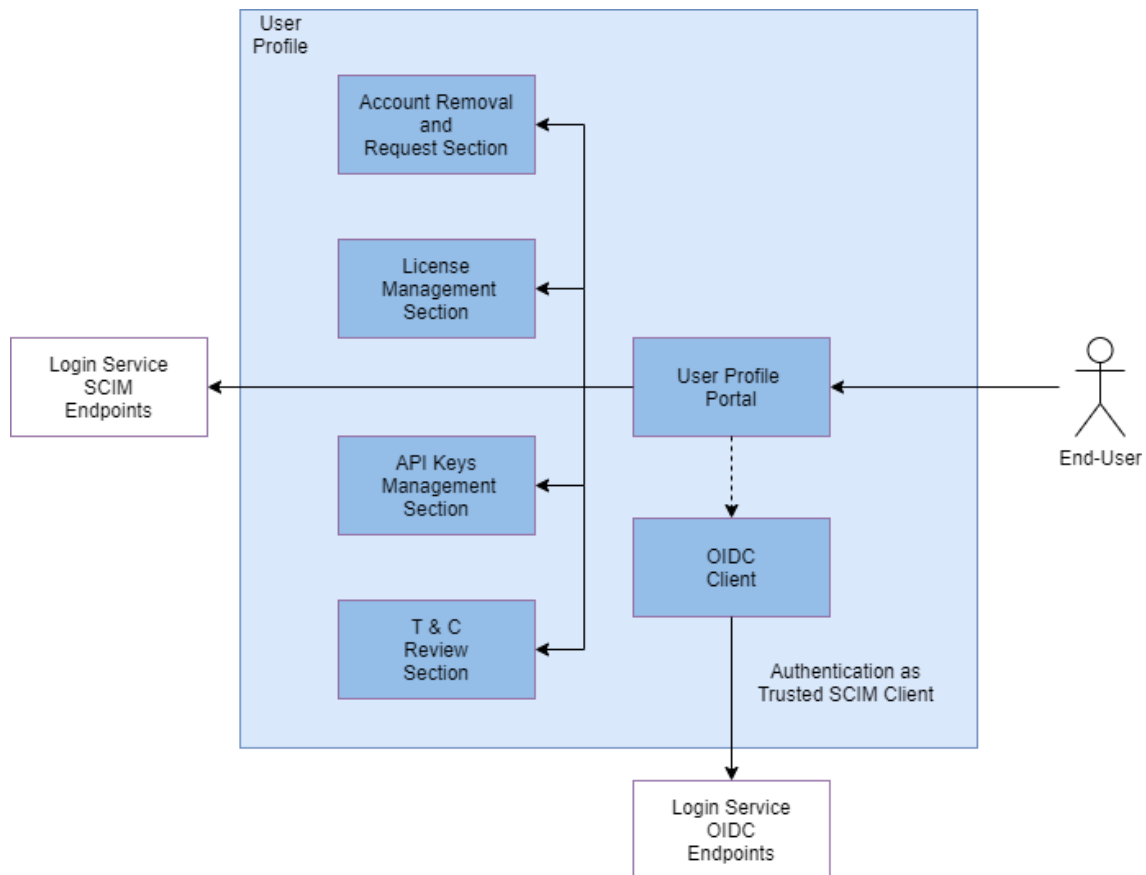 User
Profile
Account Removal
and
Request Section
License
Management
Section
Login Service
SCIM
Endpoints
User Profile
Portal
End-User
API Keys
Management
Section
OIDC
Client
T & C
Review
Section
Authentication as
Trusted SCIM Client
Login Service
OIDC
Endpoints